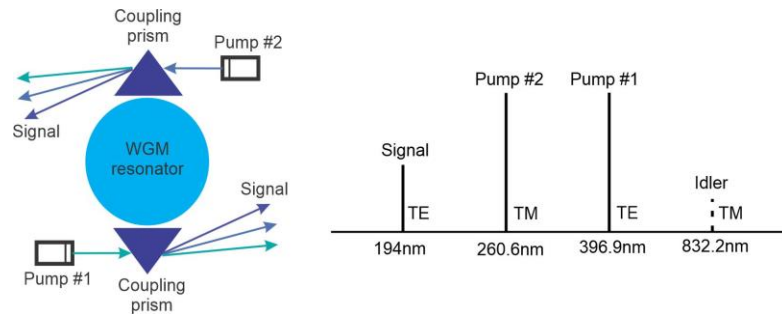 Coupling
prism
Pump #2
Signal
WGM
resonator
Signal
Pump #1
Coupling
prism
Pump #2
Pump #1
Signal
Idler
TE
TM
TE
TM
194nm
260.6nm
396.9nm
832.2nm